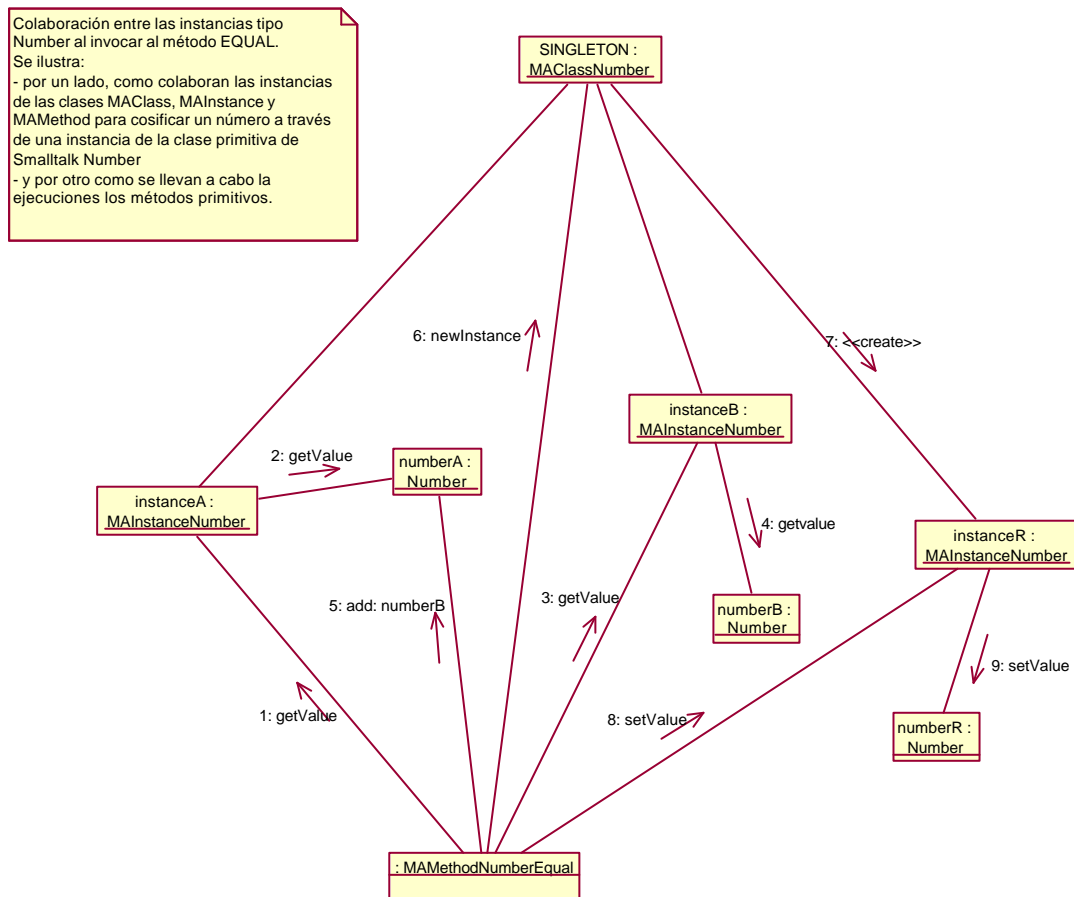 Colaboración entre las instancias tipo
Number al invocar al método EQUAL.
Se ilustra:
- por un lado, como colaboran las instancias
de las clases MAClass, MAInstance y
MAMethod para cosificar un número a través
de una instancia de la clase primitiva de
Smalltalk Number
- y por otro como se llevan a cabo la
ejecuciones los métodos primitivos.
SINGLETON :
MAClassNumber
6: newInstance
7: <<create>>
instanceB :
MAInstanceNumber
2: getValue
numberA :
Number
instanceA :
MAInstanceNumber
4: getvalue
instanceR :
MAInstanceNumber
5: add: numberB
3: getValue
numberB :
Number
9: setValue
1: getValue
8: setValue
numberR :
Number
: MAMethodNumberEqual